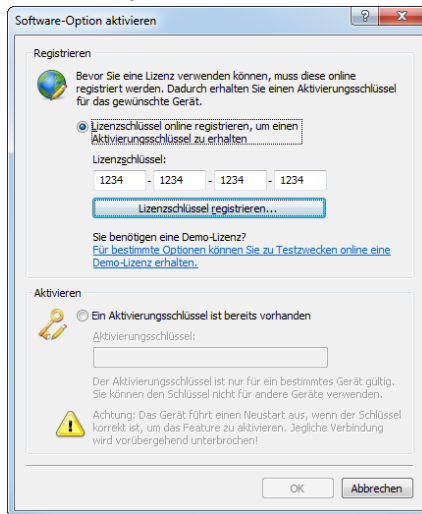 Software-Option aktivieren
Registrieren
Bevor Sie eine Lizenz verwenden können, muss diese online
registriert werden. Dadurch erhalten Sie einen Aktivierungsschlüssel
für das gewünschte Gerät.
Lizenzschlüssel online registrieren, um einen
Aktivierungsschlüssel zu erhalten
Lizenzschlüssel:
1234 - 1234 - 1234 - 1234
Lizenzschlüssel registrieren...
Sie benötigen eine Demo-Lizenz?
Für bestimmte Optionen können Sie zu Testzwecken online eine
Demo-Lizenz erhalten.
Aktivieren
Ein Aktivierungsschlüssel ist bereits vorhanden
Aktivierungsschlüssel:
Der Aktivierungsschlüssel ist nur für ein bestimmtes Gerät gültig.
Sie können den Schlüssel nicht für andere Geräte verwenden.
Achtung: Das Gerät führt einen Neustart aus, wenn der Schlüssel
korrekt ist, um das Feature zu aktivieren. Jegliche Verbindung
wird vorübergehend unterbrochen!
OK Abbrechen